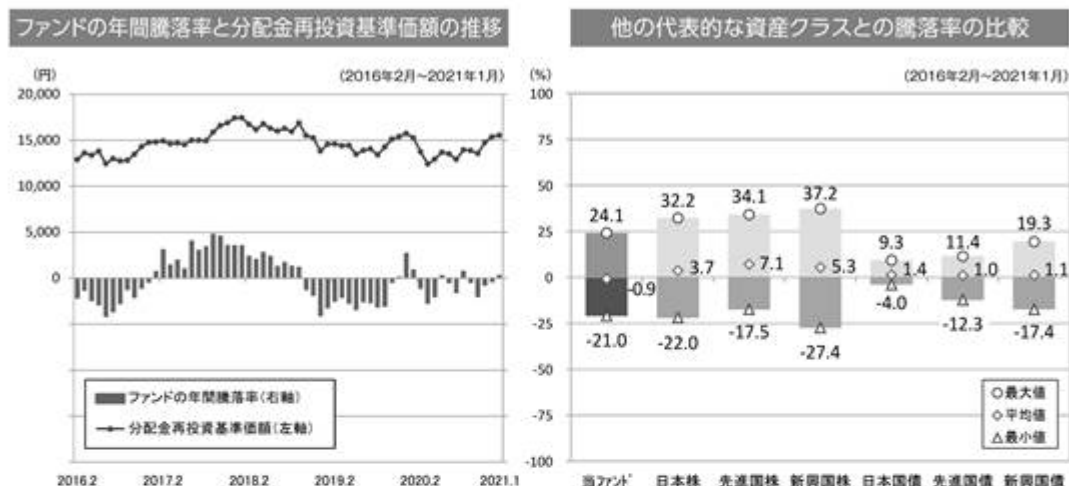 ファンドの年間騰落率と分配金再投資基準価額の推移
(円)
(2016年2月～2021年1月)
20,000
15,000
10,000
5,000
0
ファンドの年間騰落率(右軸)
分配金再投資基準価額(左軸)
2016.2 2017.2 2018.2 2019.2 2020.2 2021.1
他の代表的な資産クラスとの騰落率の比較
(%)
(2016年2月～2021年1月)
100
75
50
25
0
-25
-50
-75
-100
24.1 32.2 34.1 37.2 9.3 11.4 19.3
-0.9 3.7 7.1 5.3 1.4 1.0 1.1
-21.0 -22.0 -17.5 -27.4 -4.0 -12.3 -17.4
最大値
平均値
最小値
当ファンド 日本株 先進国株 新興国株 日本国債 先進国債 新興国債